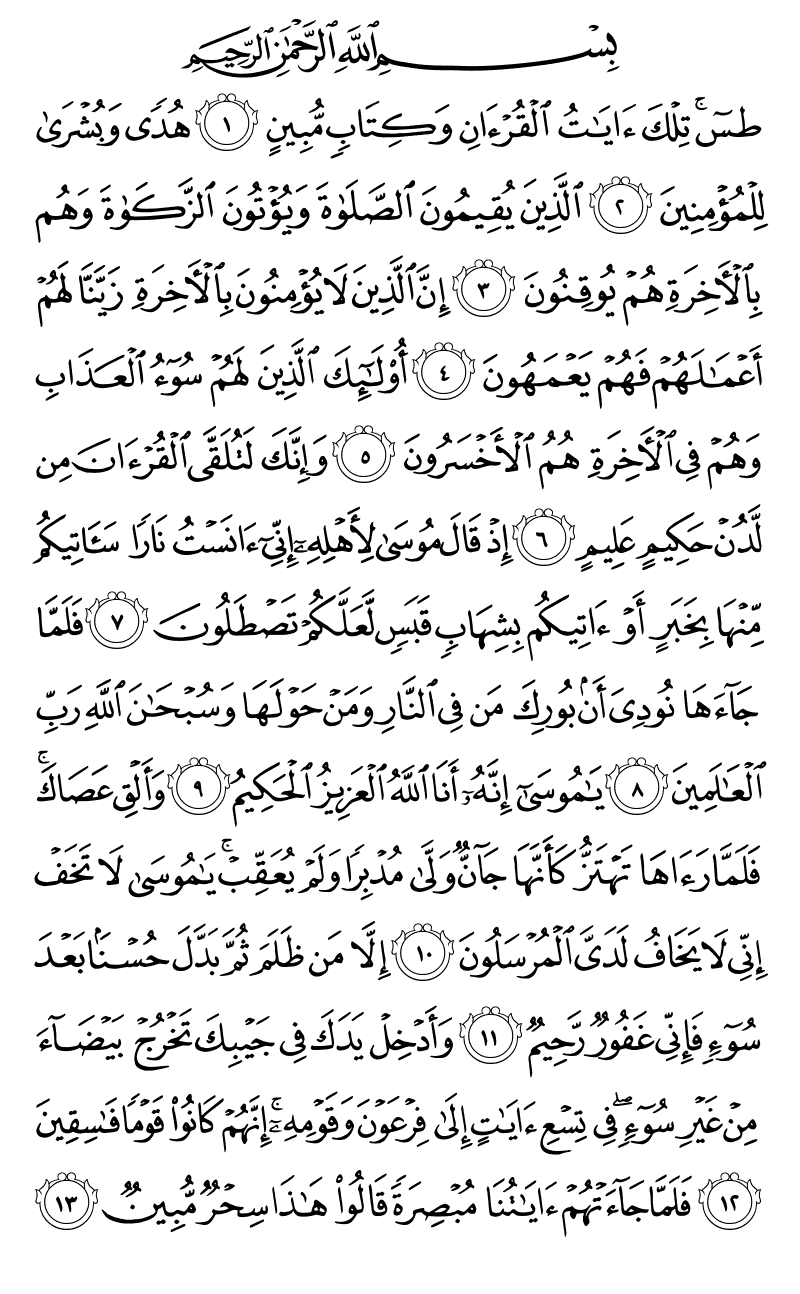 بِسْمِ ٱللَّهِ ٱلرَّحْمَٰنِ ٱلرَّحِيمِ
طسٓ ۚ تِلْكَ ءَايَـٰتُ ٱلْقُرْءَانِ وَكِتَابٍ مُّبِينٍ ١ هُدًى وَبُشْرَىٰ
لِلْمُؤْمِنِينَ ٢ ٱلَّذِينَ يُقِيمُونَ ٱلصَّلَوٰةَ وَيُؤْتُونَ ٱلزَّكَوٰةَ وَهُم
بِٱلْأَخِرَةِ هُمْ يُوقِنُونَ ٣ إِنَّ ٱلَّذِينَ لَا يُؤْمِنُونَ بِٱلْأَخِرَةِ زَيَّنَّا لَهُمْ
أَعْمَـٰلَهُمْ فَهُمْ يَعْمَهُونَ ٤ أُو۟لَـٰٓئِكَ ٱلَّذِينَ لَهُمْ سُوٓءُ ٱلْعَذَابِ
وَهُمْ فِى ٱلْأَخِرَةِ هُمُ ٱلْأَخْسَرُونَ ٥ وَإِنَّكَ لَتُلَقَّى ٱلْقُرْءَانَ مِن
لَّدُنْ حَكِيمٍ عَلِيمٍ ٦ إِذْ قَالَ مُوسَىٰ لِأَهْلِهِۦٓ إِنِّىٓ ءَانَسْتُ نَارًا سَـَٔاتِيكُم
مِّنْهَا بِخَبَرٍ أَوْ ءَاتِيكُم بِشِهَابٍ قَبَسٍ لَّعَلَّكُمْ تَصْطَلُونَ ٧ فَلَمَّا
جَآءَهَا نُودِىَ أَنۢ بُورِكَ مَن فِى ٱلنَّارِ وَمَنْ حَوْلَهَا وَسُبْحَـٰنَ ٱللَّهِ رَبِّ
ٱلْعَـٰلَمِينَ ٨ يَـٰمُوسَىٰٓ إِنَّهُۥٓ أَنَا ٱللَّهُ ٱلْعَزِيزُ ٱلْحَكِيمُ ٩ وَأَلْقِ عَصَاكَ ۚ
فَلَمَّا رَءَاهَا تَهْتَزُّ كَأَنَّهَا جَآنٌّ وَلَّىٰ مُدْبِرًا وَلَمْ يُعَقِّبْ ۚ يَـٰمُوسَىٰ لَا تَخَفْ
إِنِّى لَا يَخَافُ لَدَىَّ ٱلْمُرْسَلُونَ ١٠ إِلَّا مَن ظَلَمَ ثُمَّ بَدَّلَ حُسْنًۢا بَعْدَ
سُوٓءٍ فَإِنِّى غَفُورٌ رَّحِيمٌ ١١ وَأَدْخِلْ يَدَكَ فِى جَيْبِكَ تَخْرُجْ بَيْضَآءَ
مِنْ غَيْرِ سُوٓءٍ ۖ فِى تِسْعِ ءَايَـٰتٍ إِلَىٰ فِرْعَوْنَ وَقَوْمِهِۦٓ ۚ إِنَّهُمْ كَانُوا۟ قَوْمًا فَـٰسِقِينَ
١٢ فَلَمَّا جَآءَتْهُمْ ءَايَـٰتُنَا مُبْصِرَةً قَالُوا۟ هَـٰذَا سِحْرٌ مُّبِينٌ ١٣